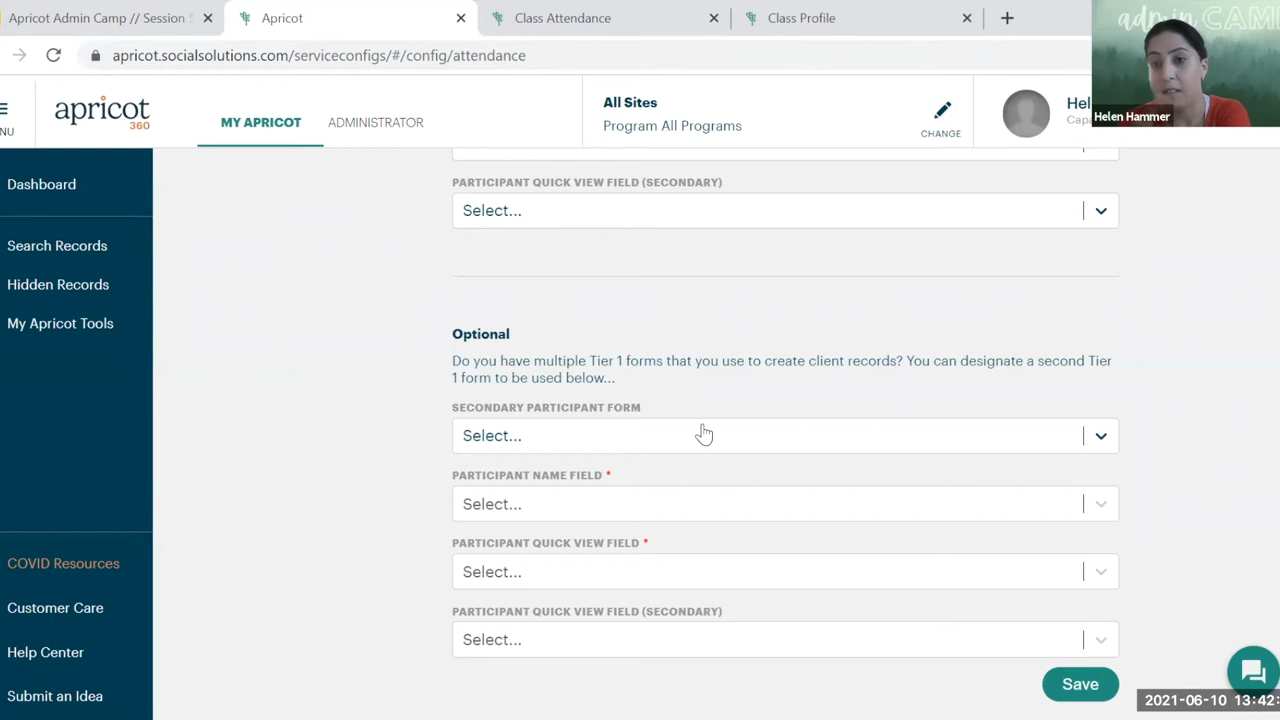 Apricot Admin Camp // Session
Apricot
Class Attendance
Class Profile
admin CAM
apricot.socialsolutions.com/serviceconfigs/#/config/attendance
NU
apricot
360
MY APRICOT
ADMINISTRATOR
All Sites
Program All Programs
CHANGE
Hel
Capa
Helen Hammer
Dashboard
Search Records
Hidden Records
My Apricot Tools
COVID Resources
Customer Care
Help Center
Submit an Idea
PARTICIPANT QUICK VIEW FIELD (SECONDARY)
Select...
Optional
Do you have multiple Tier 1 forms that you use to create client records? You can designate a second Tier
1 form to be used below...
SECONDARY PARTICIPANT FORM
Select...
PARTICIPANT NAME FIELD *
Select...
PARTICIPANT QUICK VIEW FIELD *
Select...
PARTICIPANT QUICK VIEW FIELD (SECONDARY)
Select...
Save
2021-06-10 13:42: